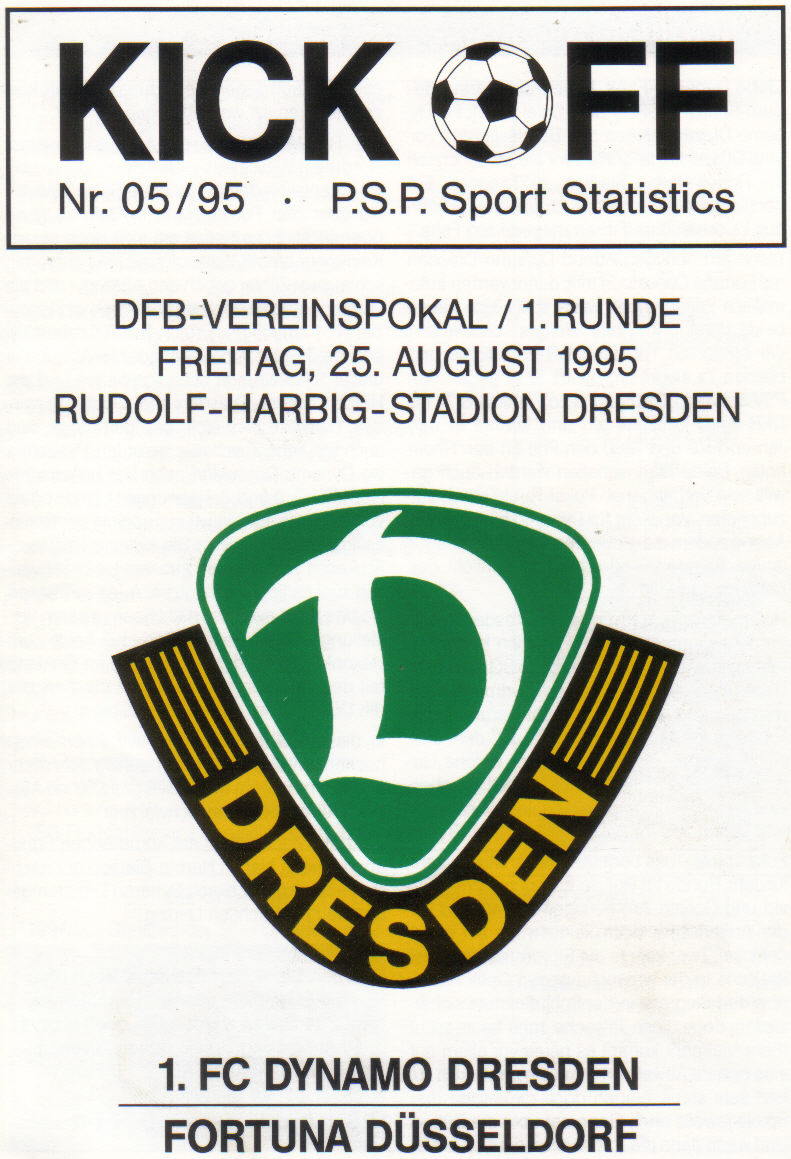 KICK OFF
Nr. 05/95 · P.S.P. Sport Statistics
DFB-VEREINSPOKAL / 1. RUNDE
FREITAG, 25. AUGUST 1995
RUDOLF-HARBIG-STADION DRESDEN
D
DRESDEN
1. FC DYNAMO DRESDEN
FORTUNA DÜSSELDORF